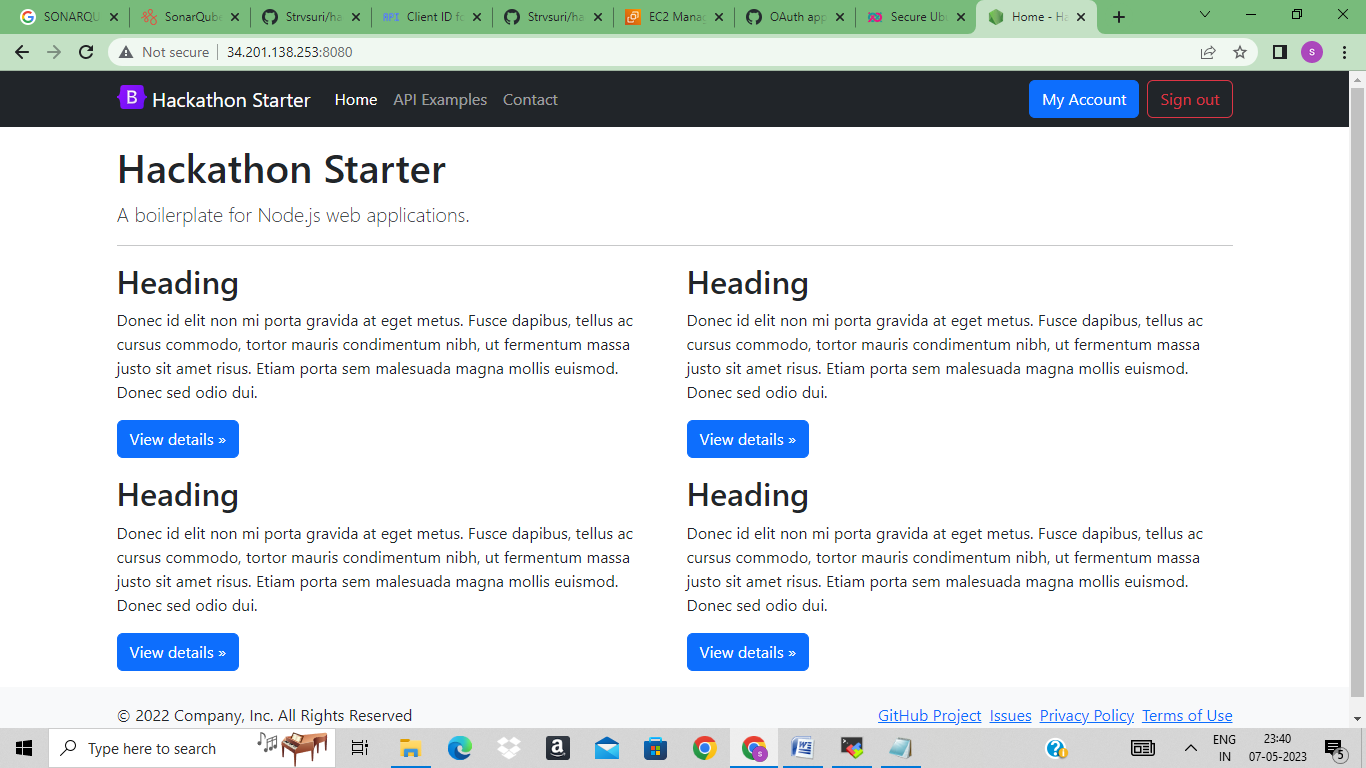 SONARQU
SonarQube
Strvsuri/ha
Client ID fo
Strvsuri/ha
EC2 Manag
OAuth app
Secure Ubu
Home - Ha
Not secure
34.201.138.253:8080
s
B
Hackathon Starter
Home
API Examples
Contact
My Account
Sign out
Hackathon Starter
A boilerplate for Node.js web applications.
Heading
Donec id elit non mi porta gravida at eget metus. Fusce dapibus, tellus ac
cursus commodo, tortor mauris condimentum nibh, ut fermentum massa
justo sit amet risus. Etiam porta sem malesuada magna mollis euismod.
Donec sed odio dui.
View details »
Heading
Donec id elit non mi porta gravida at eget metus. Fusce dapibus, tellus ac
cursus commodo, tortor mauris condimentum nibh, ut fermentum massa
justo sit amet risus. Etiam porta sem malesuada magna mollis euismod.
Donec sed odio dui.
View details »
Heading
Donec id elit non mi porta gravida at eget metus. Fusce dapibus, tellus ac
cursus commodo, tortor mauris condimentum nibh, ut fermentum massa
justo sit amet risus. Etiam porta sem malesuada magna mollis euismod.
Donec sed odio dui.
View details »
Heading
Donec id elit non mi porta gravida at eget metus. Fusce dapibus, tellus ac
cursus commodo, tortor mauris condimentum nibh, ut fermentum massa
justo sit amet risus. Etiam porta sem malesuada magna mollis euismod.
Donec sed odio dui.
View details »
© 2022 Company, Inc. All Rights Reserved
GitHub Project Issues Privacy Policy Terms of Use
Type here to search
ENG
IN
23:40
07-05-2023
5